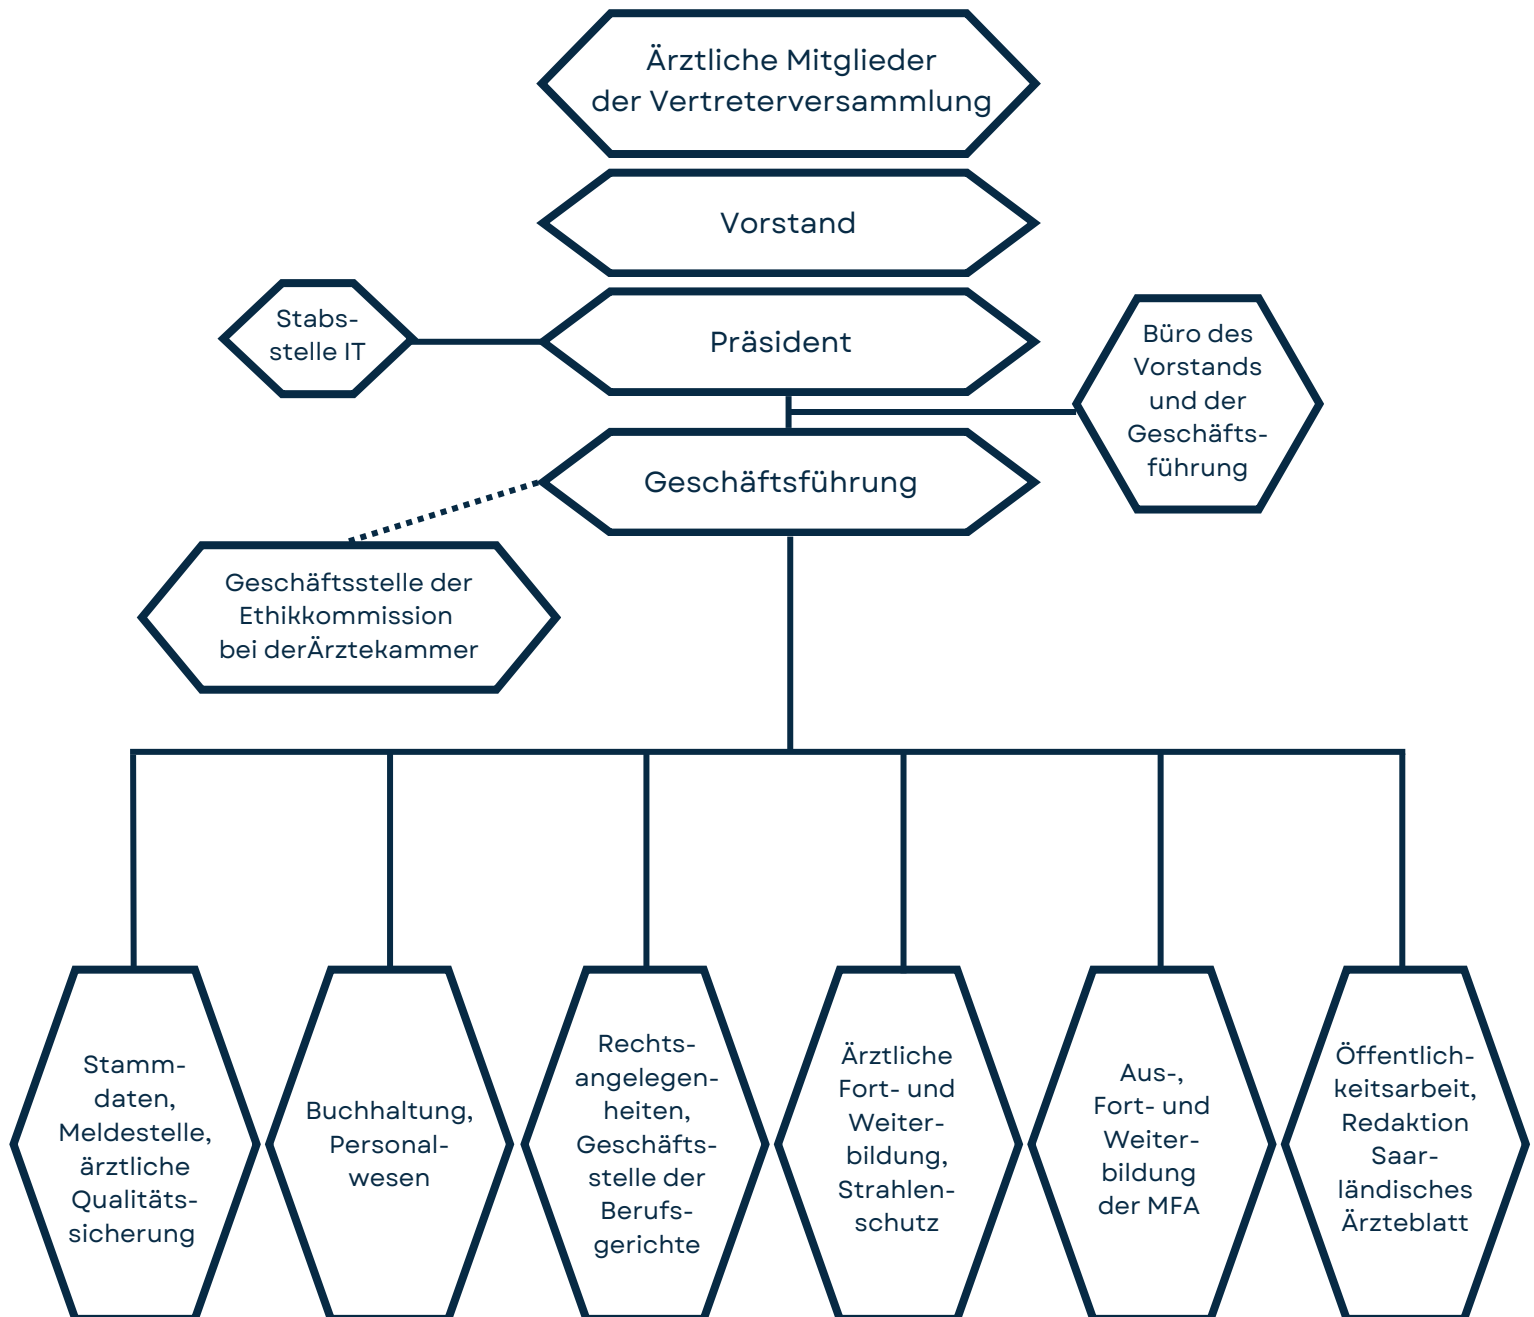 Ärztliche Mitglieder
der Vertreterversammlung
Vorstand
Stabs-
stelle IT
Präsident
Büro des
Vorstands
und der
Geschäfts-
führung
Geschäftsführung
Geschäftsstelle der
Ethikkommission
bei derÄrztekammer
Stamm-
daten,
Meldestelle,
ärztliche
Qualitäts-
sicherung
Buchhaltung,
Personal-
wesen
Rechts-
angelegen-
heiten,
Geschäfts-
stelle der
Berufs-
gerichte
Ärztliche
Fort- und
Weiter-
bildung,
Strahlen-
schutz
Aus-,
Fort- und
Weiter-
bildung
der MFA
Öffentlich-
keitsarbeit,
Redaktion
Saar-
ländisches
Ärzteblatt